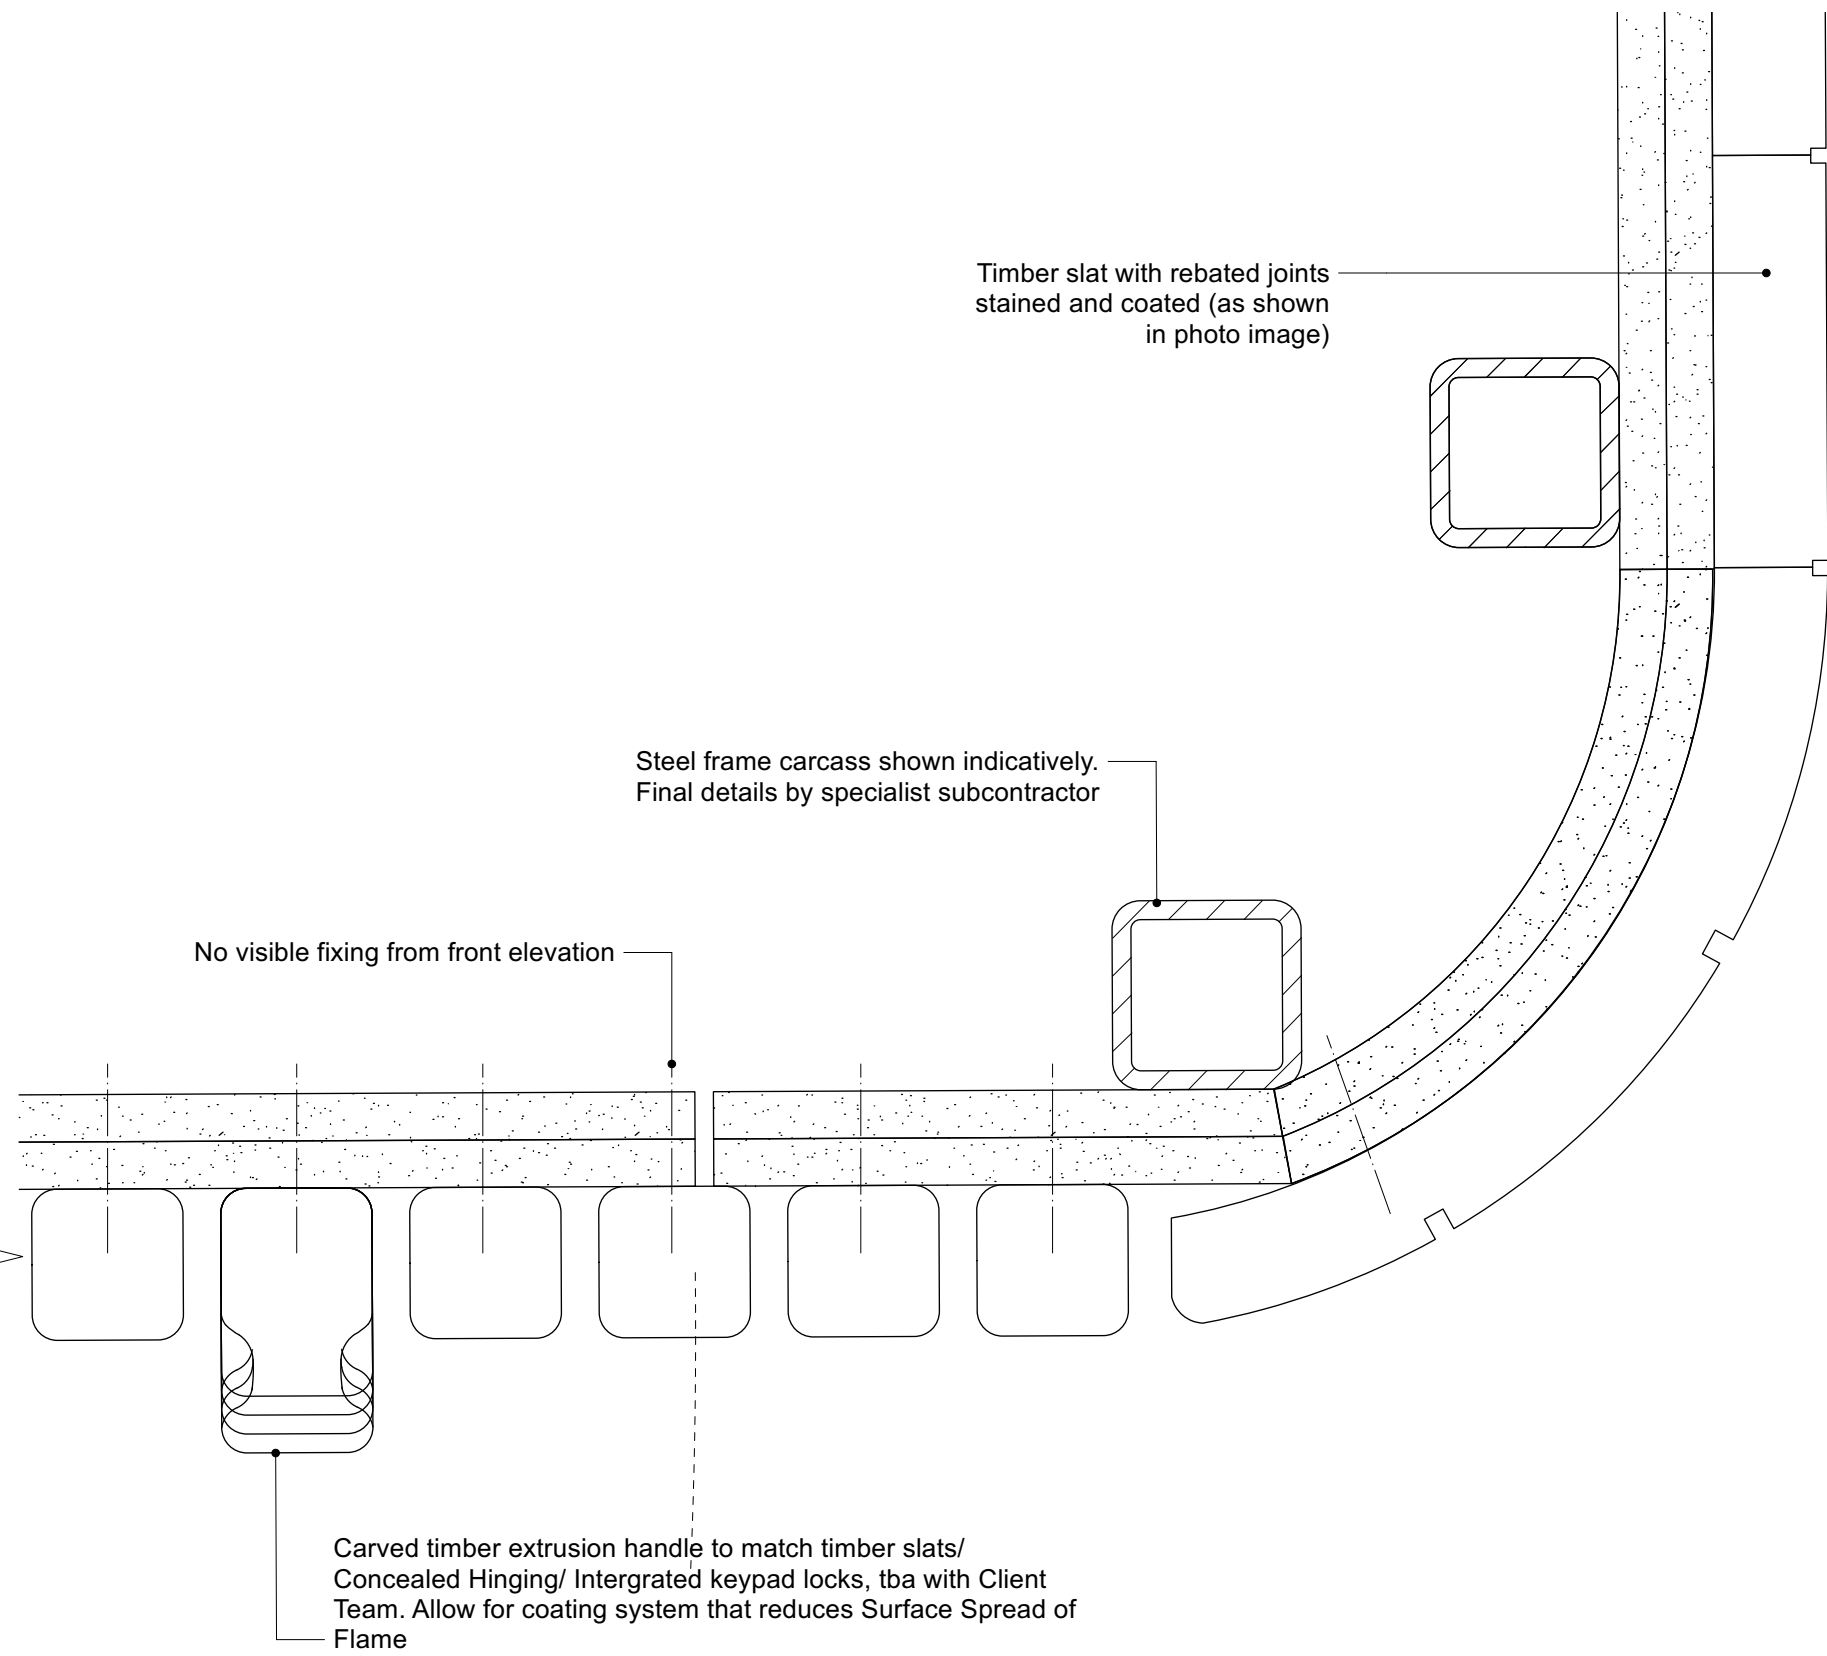 Timber slat with rebated joints
stained and coated (as shown
in photo image)
Steel frame carcass shown indicatively.
Final details by specialist subcontractor
No visible fixing from front elevation
Carved timber extrusion handle to match timber slats/
Concealed Hinging/ Intergrated keypad locks, tba with Client
Team. Allow for coating system that reduces Surface Spread of
Flame